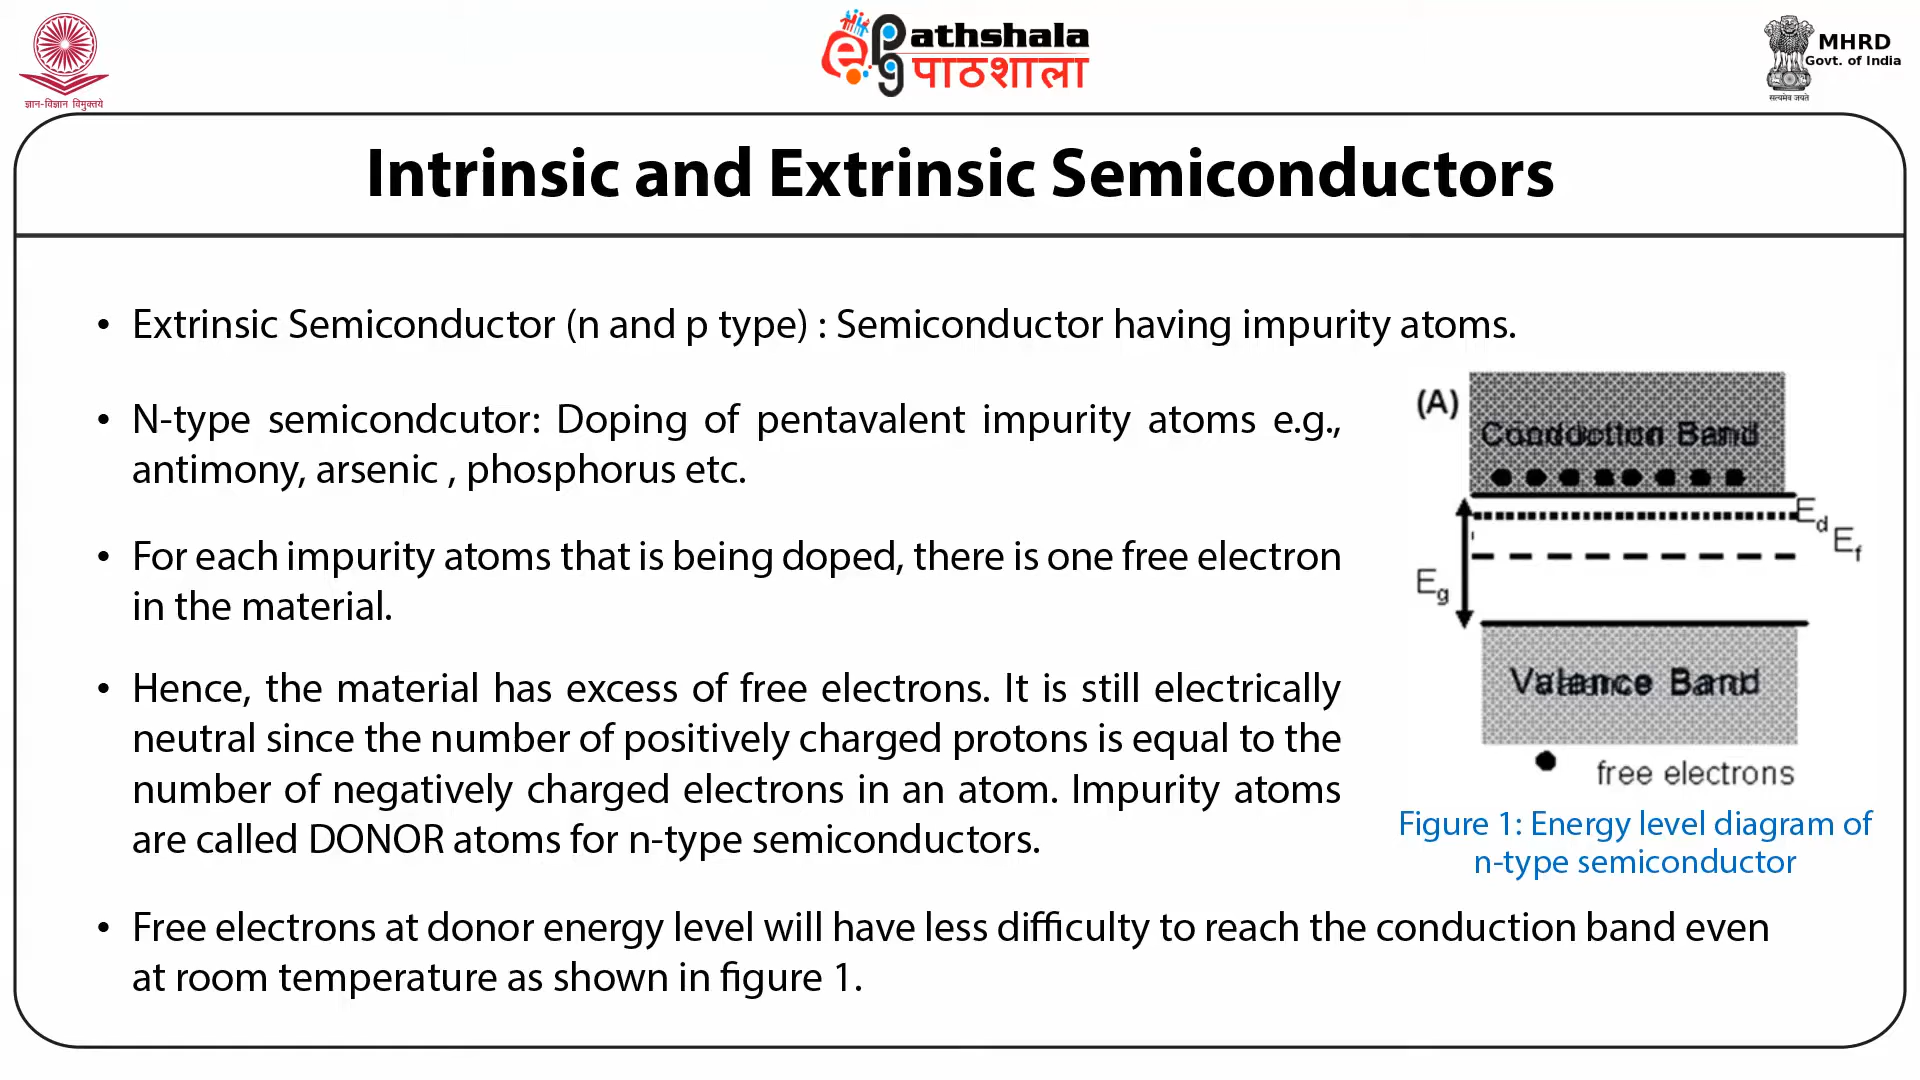 ज्ञान-विज्ञान विमुक्तये
ePathshala
पाठशाला
MHRD
Govt. of India
सत्यमेव जयते
Intrinsic and Extrinsic Semiconductors
• Extrinsic Semiconductor (n and p type) : Semiconductor having impurity atoms.
• N-type semicondcutor: Doping of pentavalent impurity atoms e.g.,
antimony, arsenic , phosphorus etc.
• For each impurity atoms that is being doped, there is one free electron
in the material.
• Hence, the material has excess of free electrons. It is still electrically
neutral since the number of positively charged protons is equal to the
number of negatively charged electrons in an atom. Impurity atoms
are called DONOR atoms for n-type semiconductors.
• Free electrons at donor energy level will have less difficulty to reach the conduction band even
at room temperature as shown in figure 1.
(A)
Conduction Band
Ed
Ef
Eg
Valance Band
free electrons
Figure 1: Energy level diagram of
n-type semiconductor